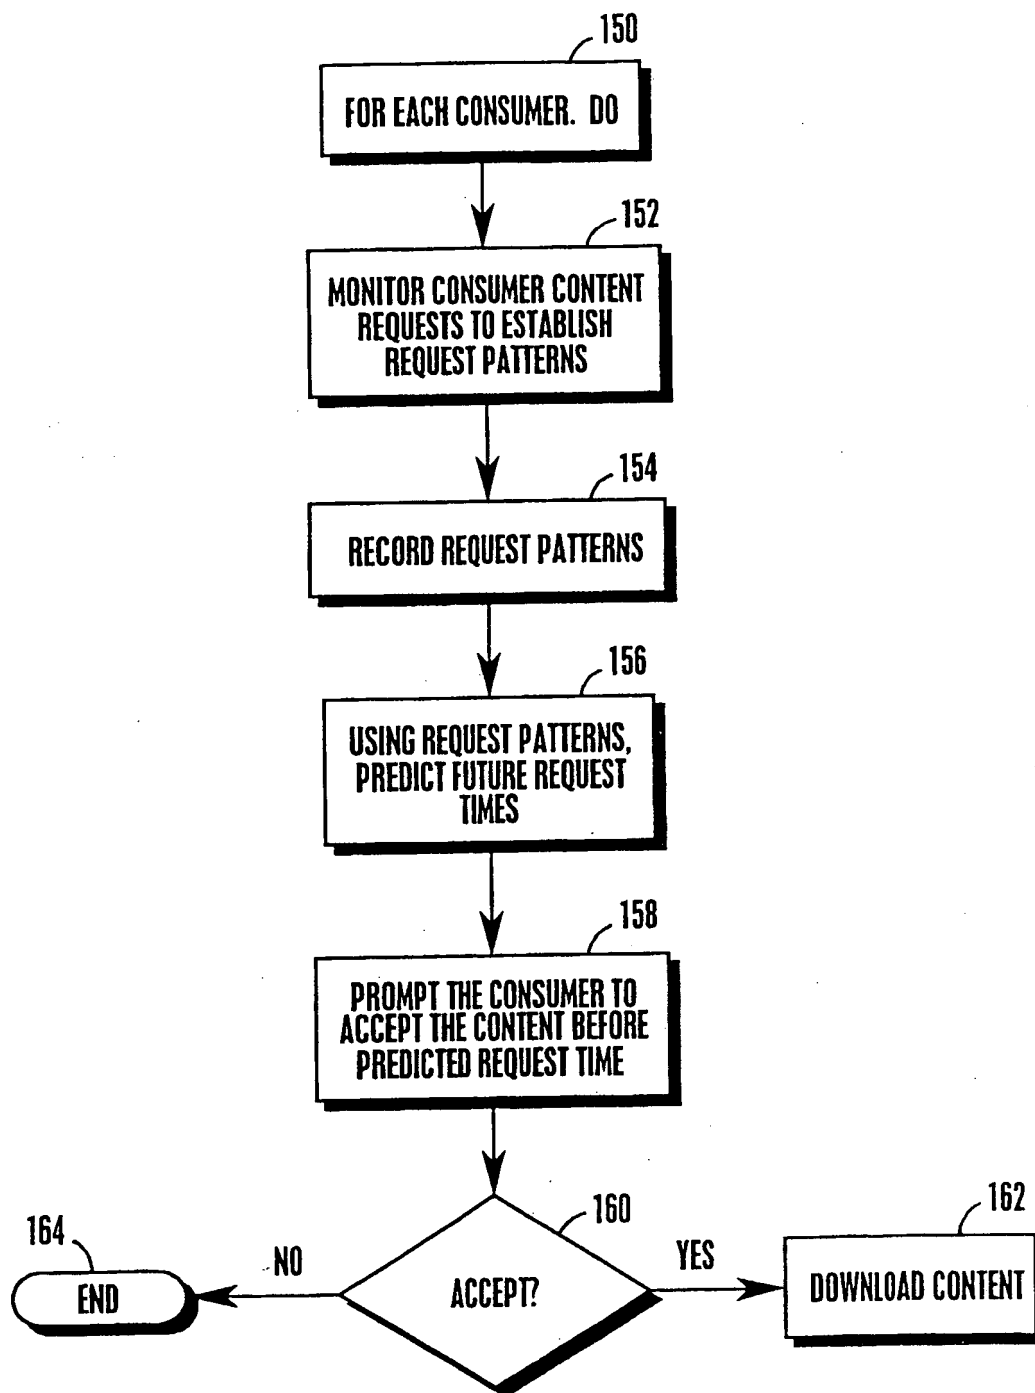 150
FOR EACH CONSUMER. DO
152
MONITOR CONSUMER CONTENT
REQUESTS TO ESTABLISH
REQUEST PATTERNS
154
RECORD REQUEST PATTERNS
156
USING REQUEST PATTERNS,
PREDICT FUTURE REQUEST
TIMES
158
PROMPT THE CONSUMER TO
ACCEPT THE CONTENT BEFORE
PREDICTED REQUEST TIME
160
ACCEPT?
NO
164
END
YES
162
DOWNLOAD CONTENT